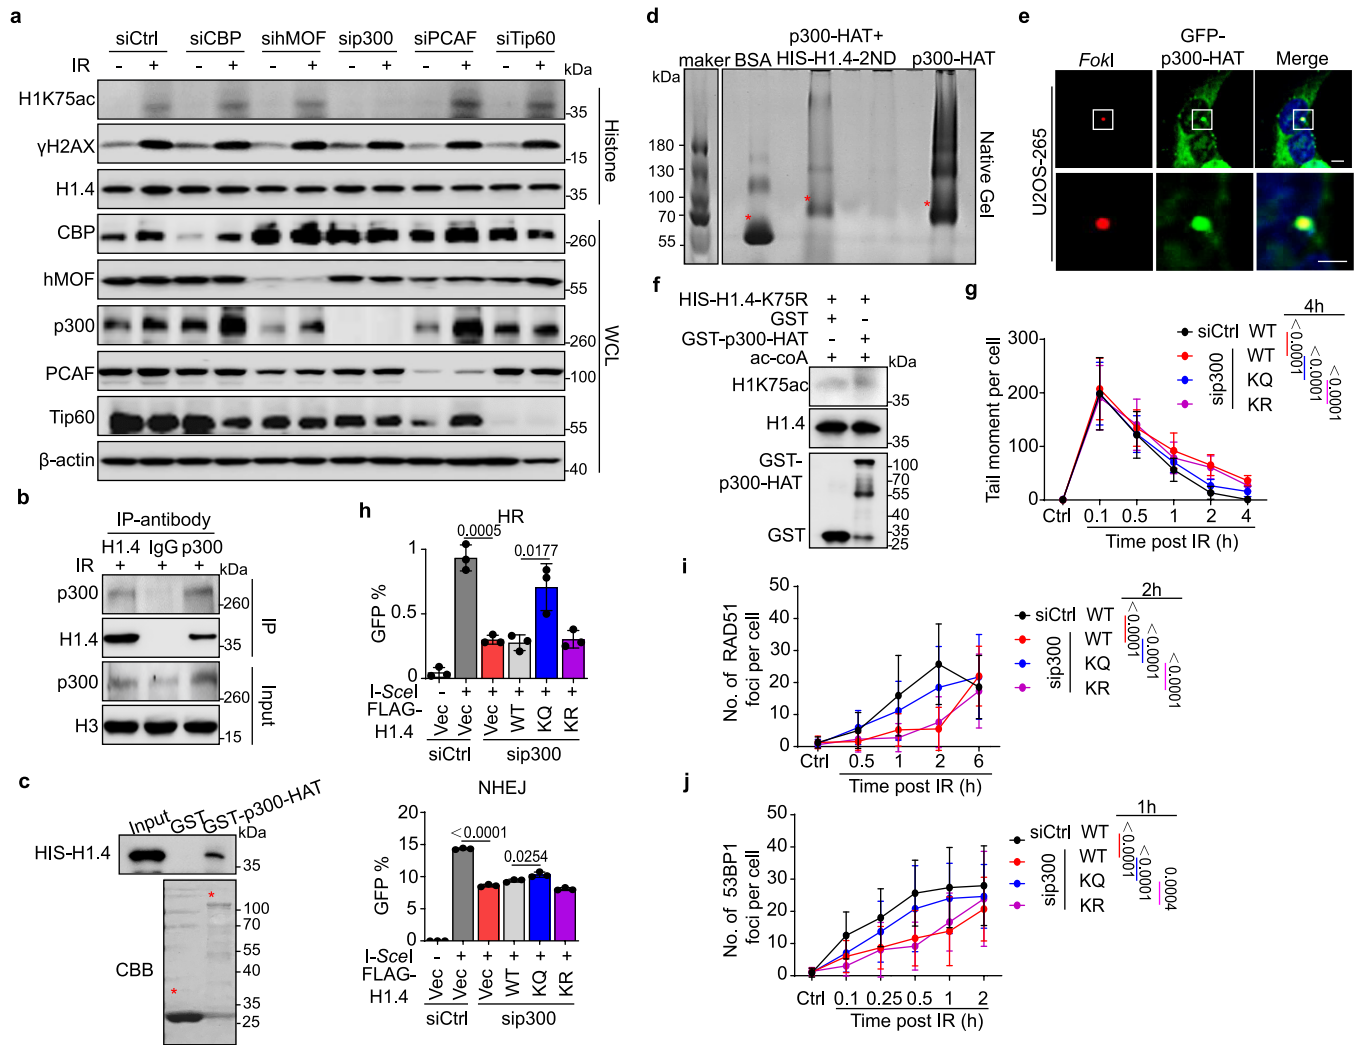 a
siCtrl siCBP sihMOF sip300 siPCAF siTip60
IR - + - + - + - + - + - + kDa
H1K75ac -35
γH2AX -15
H1.4 -35
Histone
CBP -260
hMOF -55
p300 -260
PCAF -100
Tip60 -55
β-actin -40
WCL
b
IP-antibody
H1.4 IgG p300
IR + + + kDa
p300 -260
H1.4 -35
IP
p300 -260
H3 -15
Input
c
Input GST GST-p300-HAT
kDa
HIS-H1.4 -35
* *
CBB
-100
-70
-55
-40
-35
-25
d
p300-HAT+
maker BSA HIS-H1.4-2ND p300-HAT
kDa
180
130
100
70
55
* * *
Native Gel
e
GFP-
FokI p300-HAT Merge
U2OS-265
f
HIS-H1.4-K75R + +
GST + -
GST-p300-HAT - +
ac-coA + + kDa
H1K75ac -35
H1.4 -35
GST-
p300-HAT
GST
-100
-70
-55
-40
-35
-25
g
4h
siCtrl WT
sip300 WT
KQ
KR
<0.0001
<0.0001
<0.0001
Tail moment per cell
300
200
100
0
Ctrl 0.1 0.5 1 2 4
Time post IR (h)
h
HR
0.0005
0.0177
GFP %
1
0.5
0
I-SceI - + + + + +
FLAG-
H1.4
Vec Vec Vec WT KQ KR
siCtrl sip300
NHEJ
<0.0001
0.0254
GFP %
20
15
10
5
0
I-SceI - + + + + +
FLAG-
H1.4
Vec Vec Vec WT KQ KR
siCtrl sip300
i
2h
siCtrl WT
sip300 WT
KQ
KR
<0.0001
<0.0001
<0.0001
No. of RAD51
foci per cell
50
40
30
20
10
0
Ctrl 0.5 1 2 6
Time post IR (h)
j
1h
siCtrl WT
sip300 WT
KQ
KR
<0.0001
<0.0001
0.0004
No. of 53BP1
foci per cell
50
40
30
20
10
0
Ctrl 0.1 0.25 0.5 1 2
Time post IR (h)